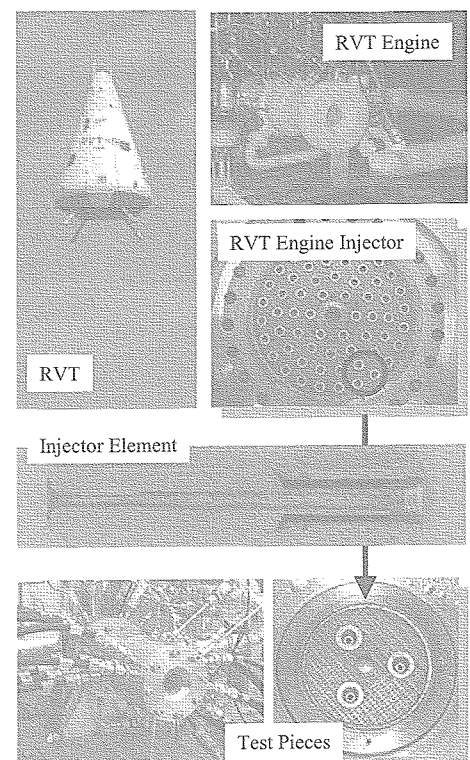 RVT Engine
RVT Engine Injector
RVT
Injector Element
Test Pieces